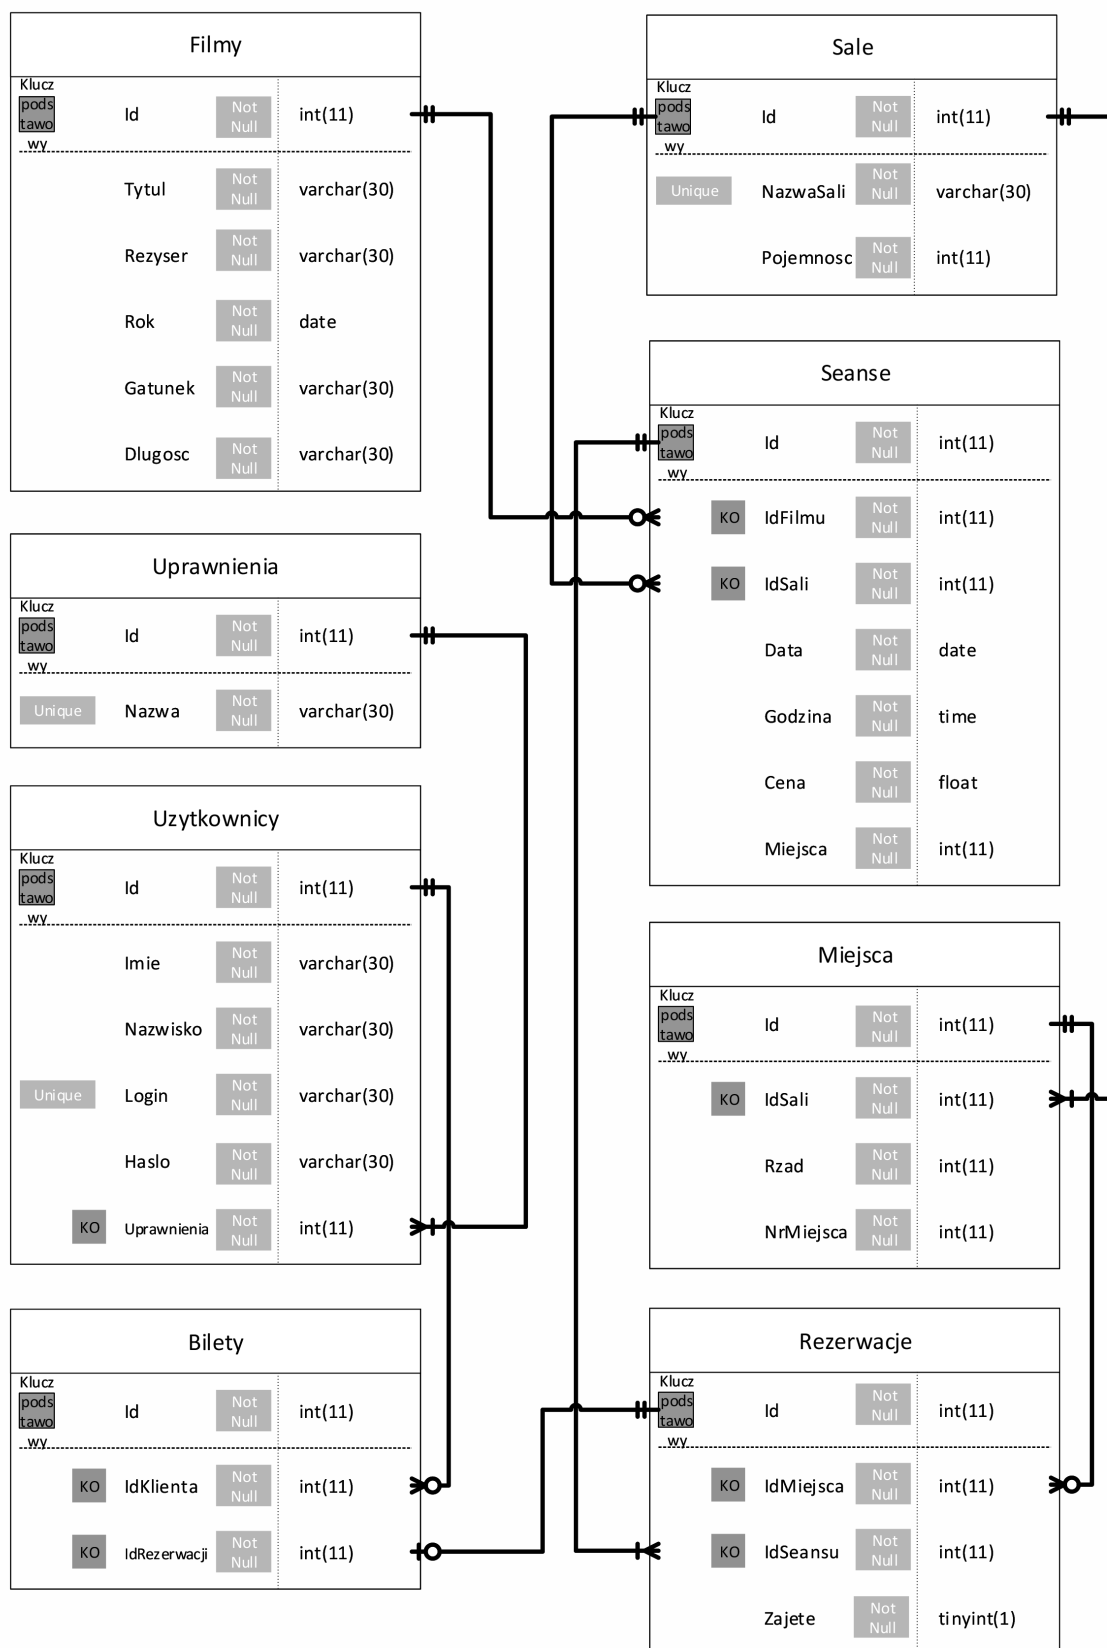 Filmy
Klucz
pods
tawo
wy
Id
Not
Null
int(11)
Tytul
Not
Null
varchar(30)
Rezyser
Not
Null
varchar(30)
Rok
Not
Null
date
Gatunek
Not
Null
varchar(30)
Dlugosc
Not
Null
varchar(30)
Uprawnienia
Klucz
pods
tawo
wy
Id
Not
Null
int(11)
Unique
Nazwa
Not
Null
varchar(30)
Uzytkownicy
Klucz
pods
tawo
wy
Id
Not
Null
int(11)
Imie
Not
Null
varchar(30)
Nazwisko
Not
Null
varchar(30)
Unique
Login
Not
Null
varchar(30)
Haslo
Not
Null
varchar(30)
KO
Uprawnienia
Not
Null
int(11)
Bilety
Klucz
pods
tawo
wy
Id
Not
Null
int(11)
KO
IdKlienta
Not
Null
int(11)
KO
IdRezerwacji
Not
Null
int(11)
Sale
Klucz
pods
tawo
wy
Id
Not
Null
int(11)
Unique
NazwaSali
Not
Null
varchar(30)
Pojemnosc
Not
Null
int(11)
Seanse
Klucz
pods
tawo
wy
Id
Not
Null
int(11)
KO
IdFilmu
Not
Null
int(11)
KO
IdSali
Not
Null
int(11)
Data
Not
Null
date
Godzina
Not
Null
time
Cena
Not
Null
float
Miejsca
Not
Null
int(11)
Miejsca
Klucz
pods
tawo
wy
Id
Not
Null
int(11)
KO
IdSali
Not
Null
int(11)
Rzad
Not
Null
int(11)
NrMiejsca
Not
Null
int(11)
Rezerwacje
Klucz
pods
tawo
wy
Id
Not
Null
int(11)
KO
IdMiejsca
Not
Null
int(11)
KO
IdSeansu
Not
Null
int(11)
Zajete
Not
Null
tinyint(1)